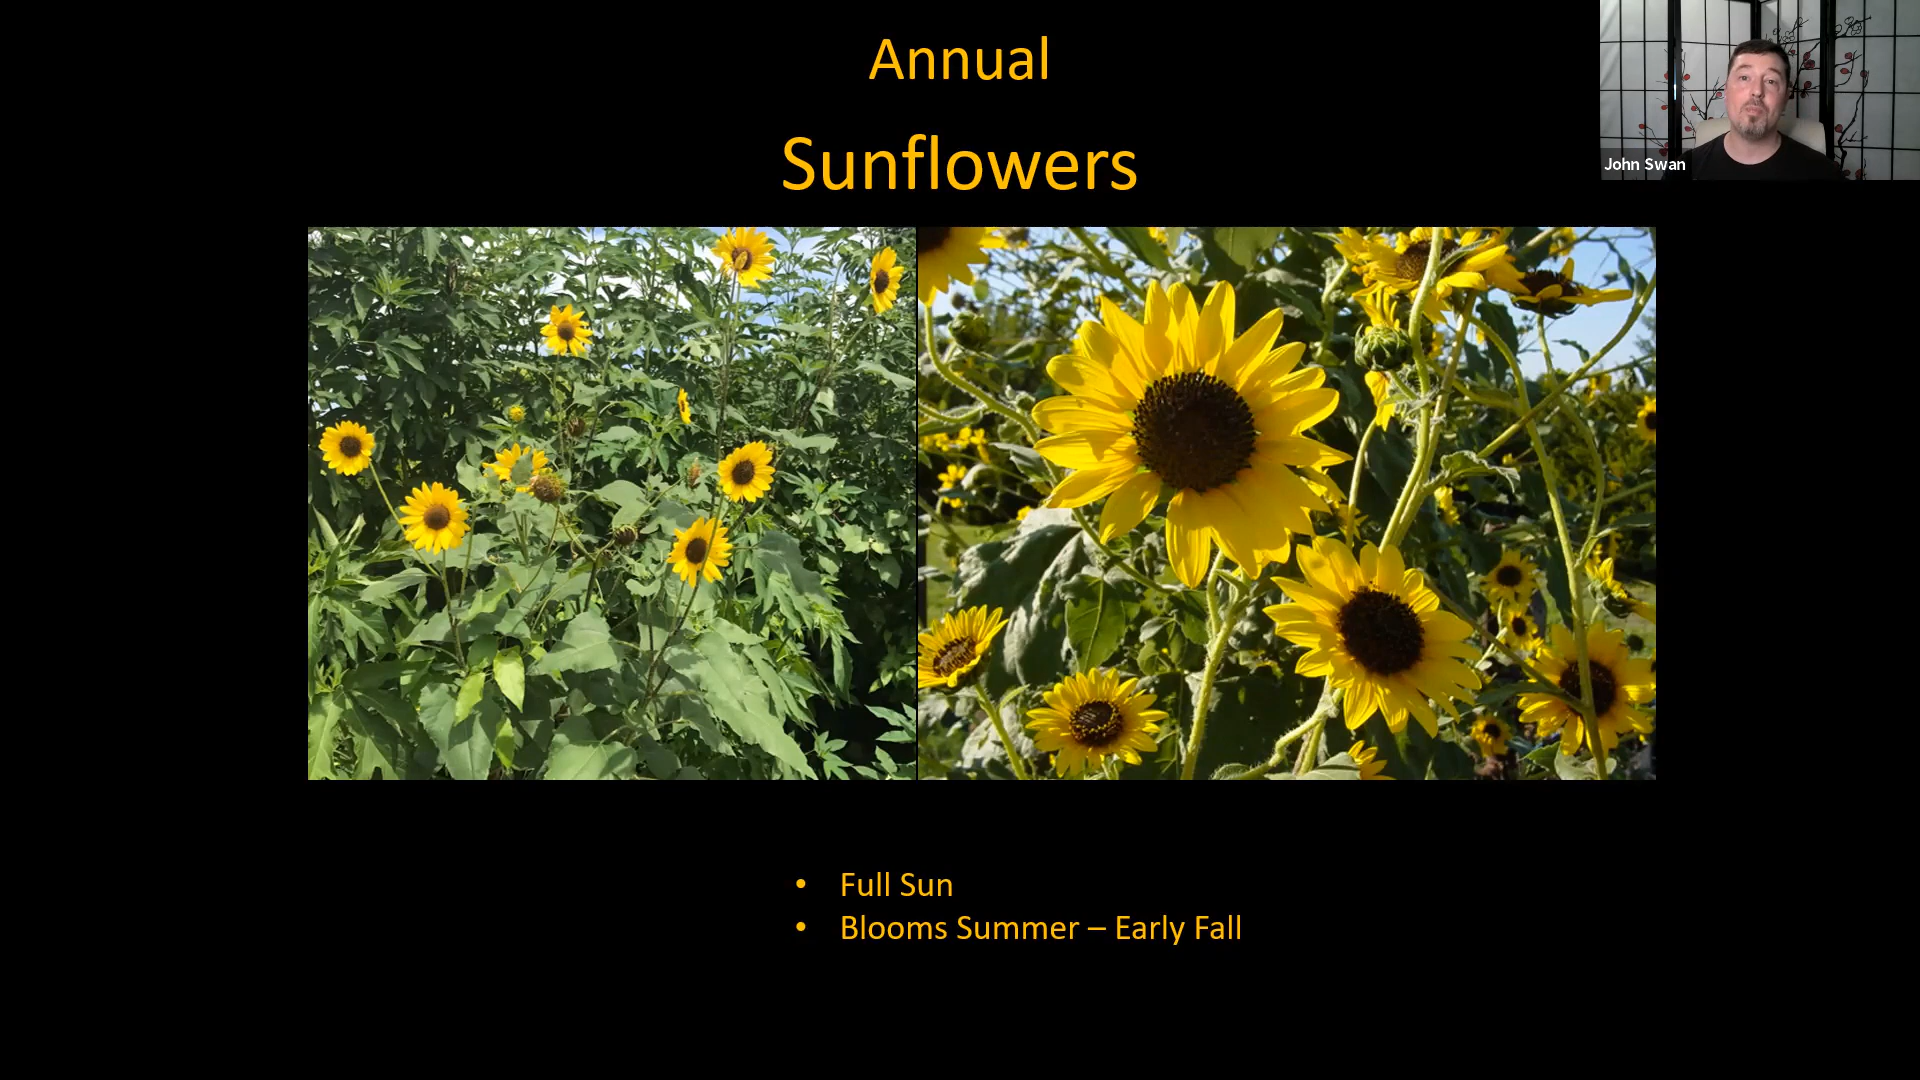 Annual
Sunflowers
John Swan
• Full Sun
• Blooms Summer – Early Fall